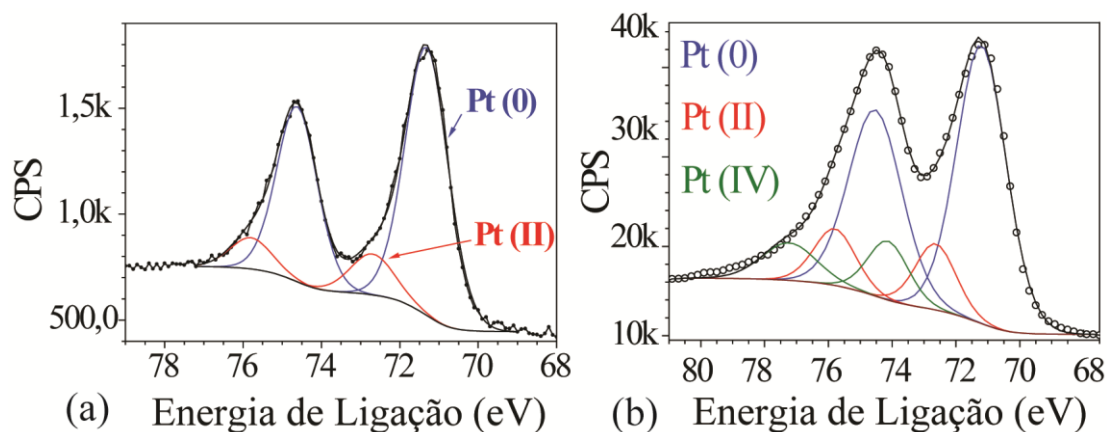 CPS
1,5k
1,0k
500,0
Pt (0)
Pt (II)
78 76 74 72 70 68
(a) Energia de Ligação (eV)
CPS
40k
30k
20k
10k
Pt (0)
Pt (II)
Pt (IV)
80 78 76 74 72 70 68
(b) Energia de Ligação (eV)